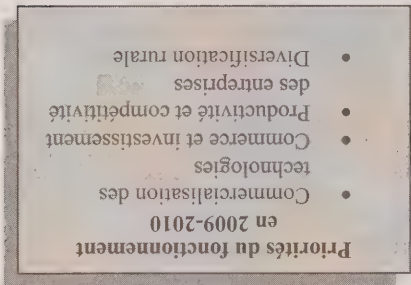 Priorités du fonctionnement
en 2009-2010
• Commercialisation des
technologies
• Commerce et investissement
• Productivité et compétitivité
des entreprises
• Diversification rurale